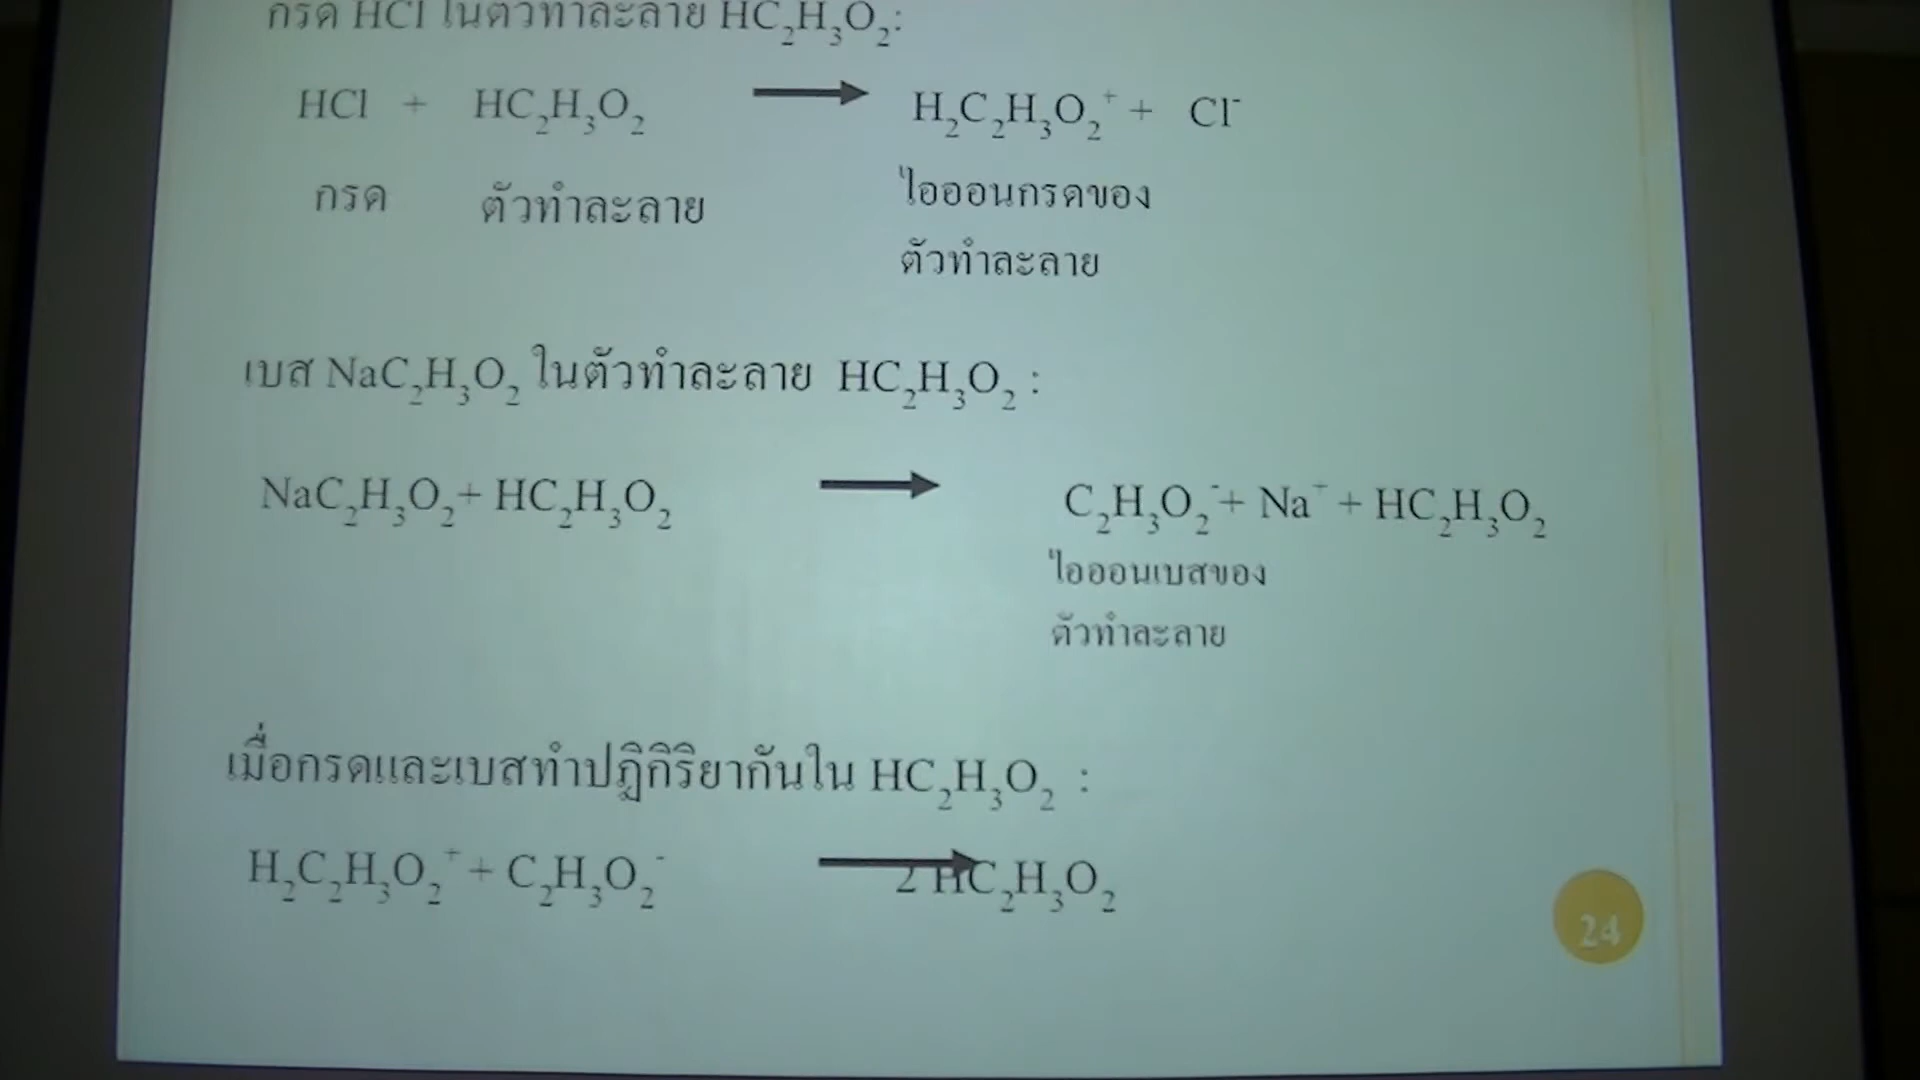 กรด HCl ในตัวทำละลาย HC₂H₃O₂:
HCl + HC₂H₃O₂ → H₂C₂H₃O₂⁺ + Cl⁻
กรด ตัวทำละลาย ไอออนกรดของ
ตัวทำละลาย
เบส NaC₂H₃O₂ ในตัวทำละลาย HC₂H₃O₂ :
NaC₂H₃O₂ + HC₂H₃O₂ → C₂H₃O₂⁻ + Na⁺ + HC₂H₃O₂
ไอออนเบสของ
ตัวทำละลาย
เมื่อกรดและเบสทำปฏิกิริยากันใน HC₂H₃O₂ :
H₂C₂H₃O₂⁺ + C₂H₃O₂⁻ → 2 HC₂H₃O₂
24